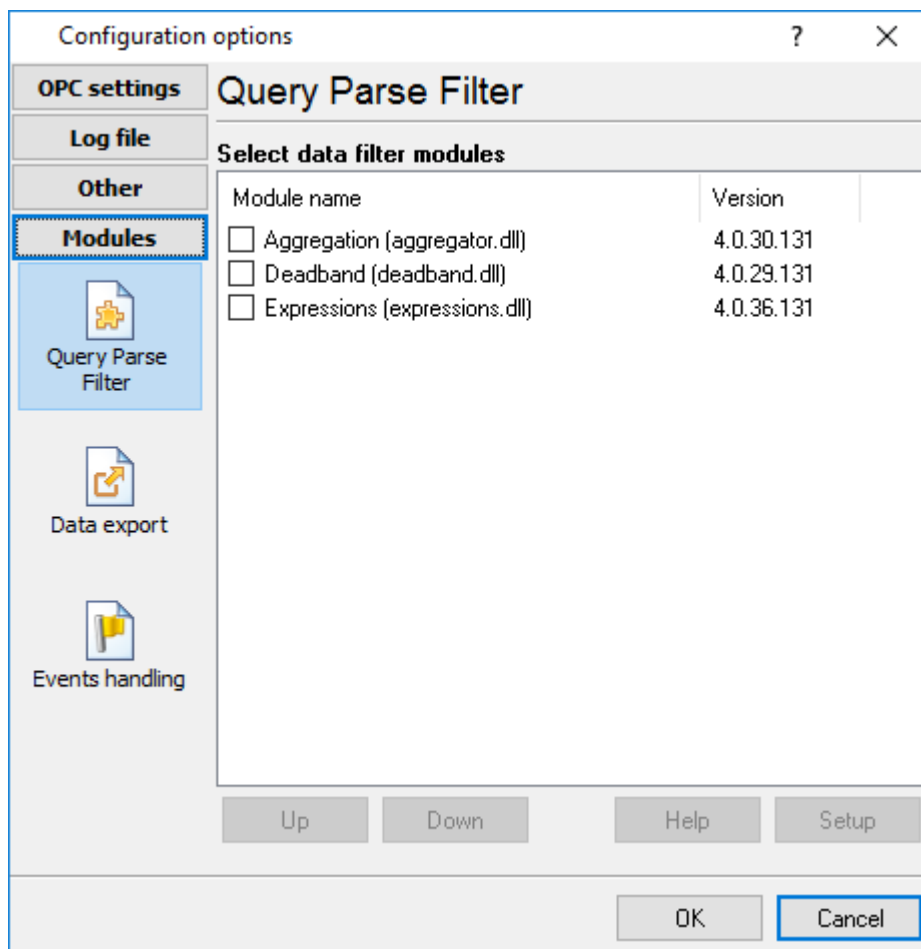 Configuration options ?
OPC settings
Log file
Other
Modules
Query Parse
Filter
Data export
Events handling
Query Parse Filter
Select data filter modules
Module name Version
Aggregation (aggregator.dll) 4.0.30.131
Deadband (deadband.dll) 4.0.29.131
Expressions (expressions.dll) 4.0.36.131
Up Down Help Setup
OK Cancel